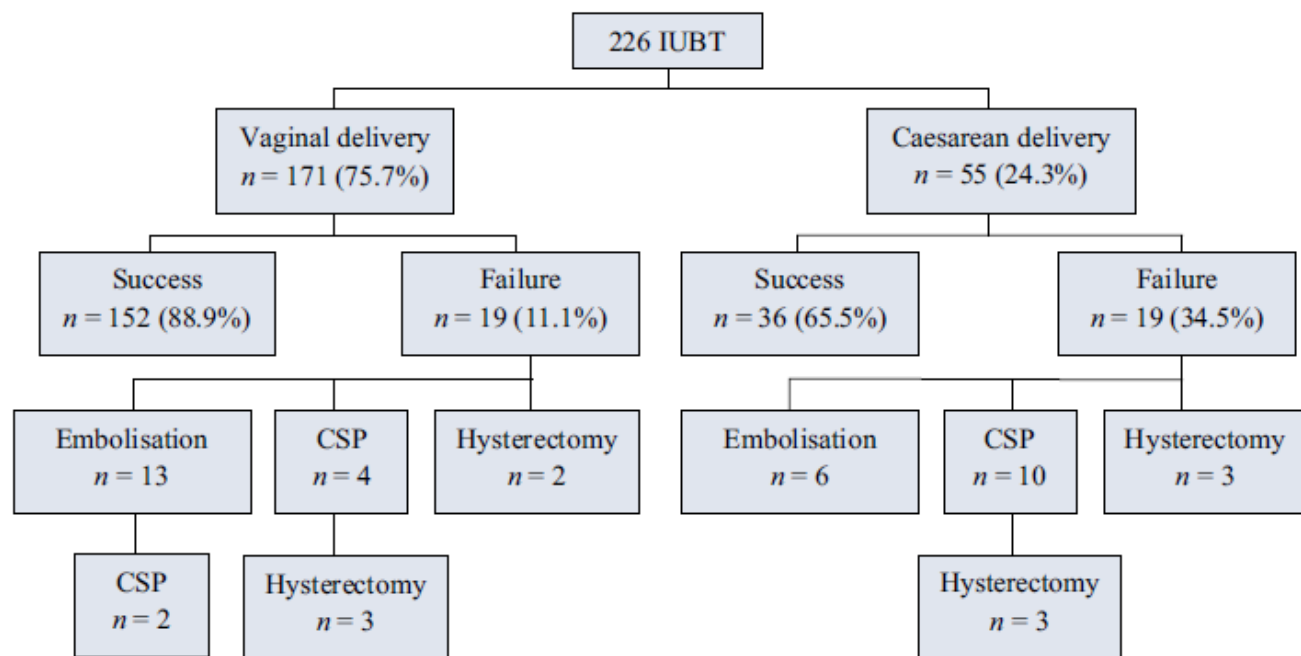 226 IUBT
Vaginal delivery
n = 171 (75.7%)
Caesarean delivery
n = 55 (24.3%)
Success
n = 152 (88.9%)
Failure
n = 19 (11.1%)
Success
n = 36 (65.5%)
Failure
n = 19 (34.5%)
Embolisation
n = 13
CSP
n = 4
Hysterectomy
n = 2
Embolisation
n = 6
CSP
n = 10
Hysterectomy
n = 3
CSP
n = 2
Hysterectomy
n = 3
Hysterectomy
n = 3